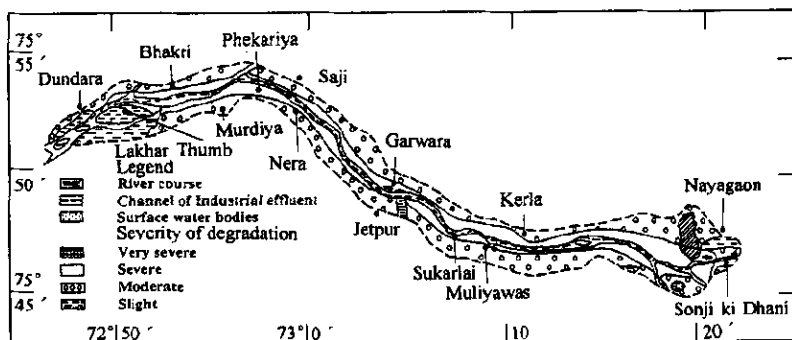 75°
55′
Phekariya
Bhakri
Saji
Dundara
Garwara
Murdiya
Lakhar Thumb
Nera
Legend
River course
Channel of Industrial effluent
Surface water bodies
Severity of degradation
Very severe
Severe
Moderate
Slight
50′
Kerla
Nayagaon
Jetpur
Sukarlai
Muliyawas
Sonji ki Dhani
75°
45′
72°50′
73°0′
10′
20′